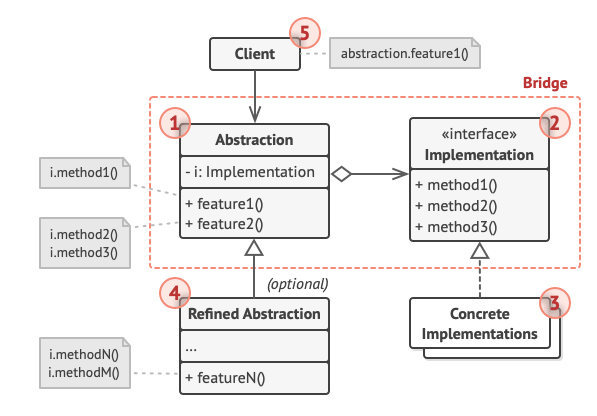 5
Client
abstraction.feature1()
Bridge
1
Abstraction
- i: Implementation
+ feature1()
+ feature2()
2
«interface»
Implementation
+ method1()
+ method2()
+ method3()
i.method1()
i.method2()
i.method3()
(optional)
4
Refined Abstraction
...
+ featureN()
3
Concrete
Implementations
i.methodN()
i.methodM()